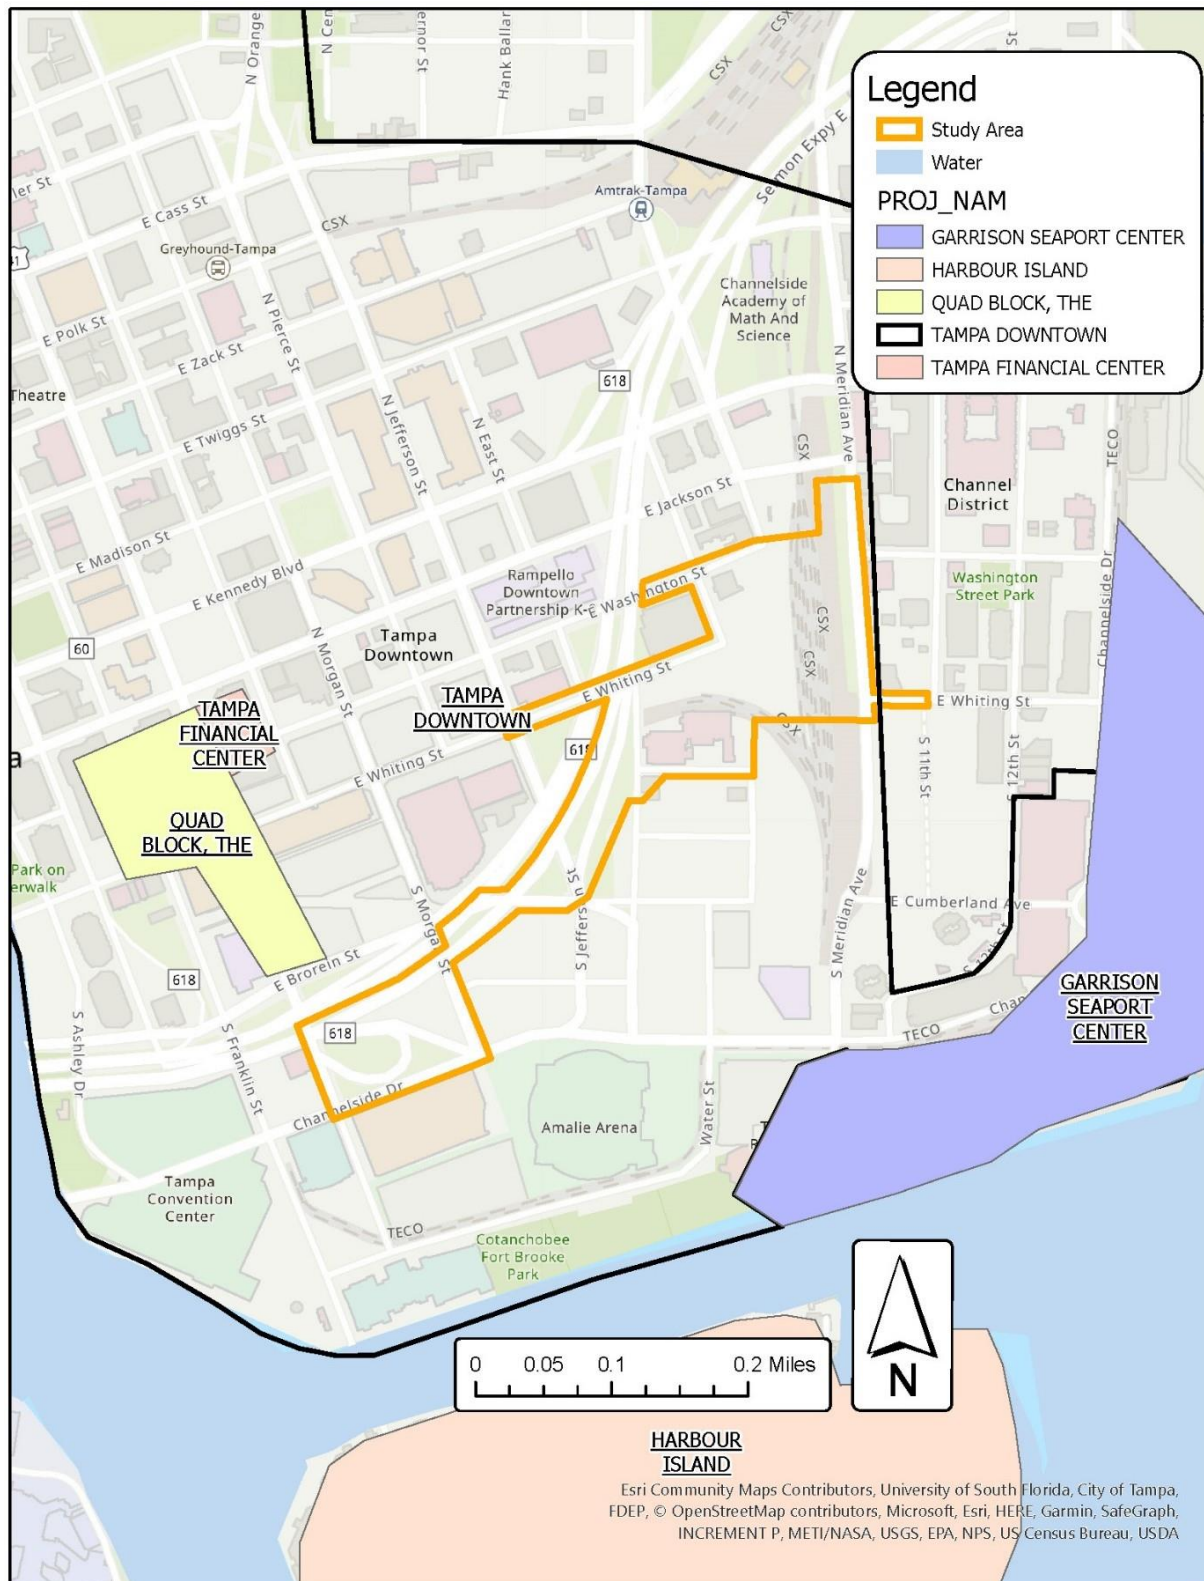 N Orange
N Cen
ernor St
Hank Ballar
CSX
CSX
St
Legend
Study Area
Water
PROJ_NAM
GARRISON SEAPORT CENTER
HARBOUR ISLAND
QUAD BLOCK, THE
TAMPA DOWNTOWN
TAMPA FINANCIAL CENTER
ler St
E Cass St
CSX
Amtrak-Tampa
Selmon Expy E
41
Greyhound-Tampa
E Polk St
E Zack St
N Pierce St
Channelside
Academy of
Math And
Science
N Meridian Ave
618
Theatre
E Twiggs St
N Jefferson St
N East St
CSX
TECO
E Madison St
E Kennedy Blvd
E Jackson St
Channel
District
Rampello
Downtown
Partnership K-
E Washington St
Washington
Street Park
Channelside Dr
CSX
CSX
60
N Morgan St
Tampa
Downtown
TAMPA
DOWNTOWN
E Whiting St
E Whiting St
TAMPA
FINANCIAL
CENTER
a
E Whiting St
618
CSX
S 11th St
S 12th St
QUAD
BLOCK, THE
Park on
erwalk
S Morga
St
S Jeffers
n St
E Cumberland Ave
S Meridian Ave
S 12th St
E Brorein St
618
618
S Ashley Dr
S Franklin St
GARRISON
SEAPORT
CENTER
Chan
TECO
Channelside Dr
Amalie Arena
Water St
T
R
Tampa
Convention
Center
TECO
Cotanchobee
Fort Brooke
Park
0 0.05 0.1 0.2 Miles
N
HARBOUR
ISLAND
Esri Community Maps Contributors, University of South Florida, City of Tampa,
FDEP, © OpenStreetMap contributors, Microsoft, Esri, HERE, Garmin, SafeGraph,
INCREMENT P, METI/NASA, USGS, EPA, NPS, US Census Bureau, USDA